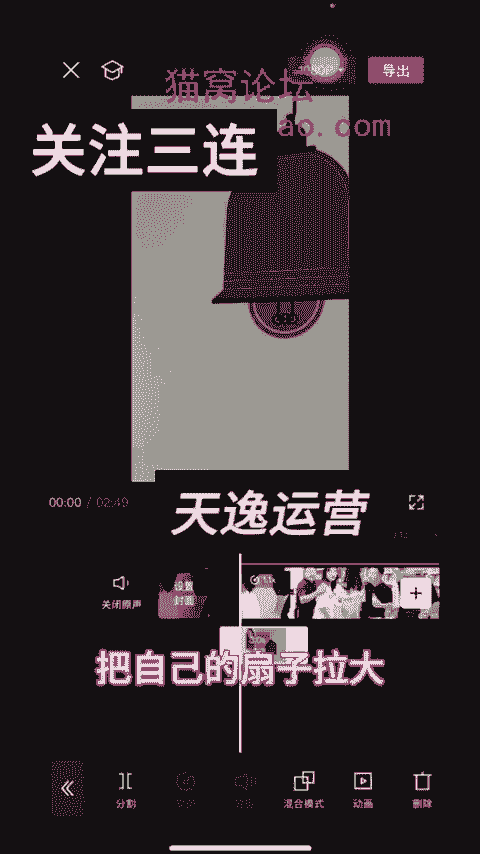 导出
猫窝论坛
ao.com
关注三连
00:00 / 02:49
天逸运营
关闭原声
设置
封面
把自己的扇子拉大
分割
混合模式
动画
删除